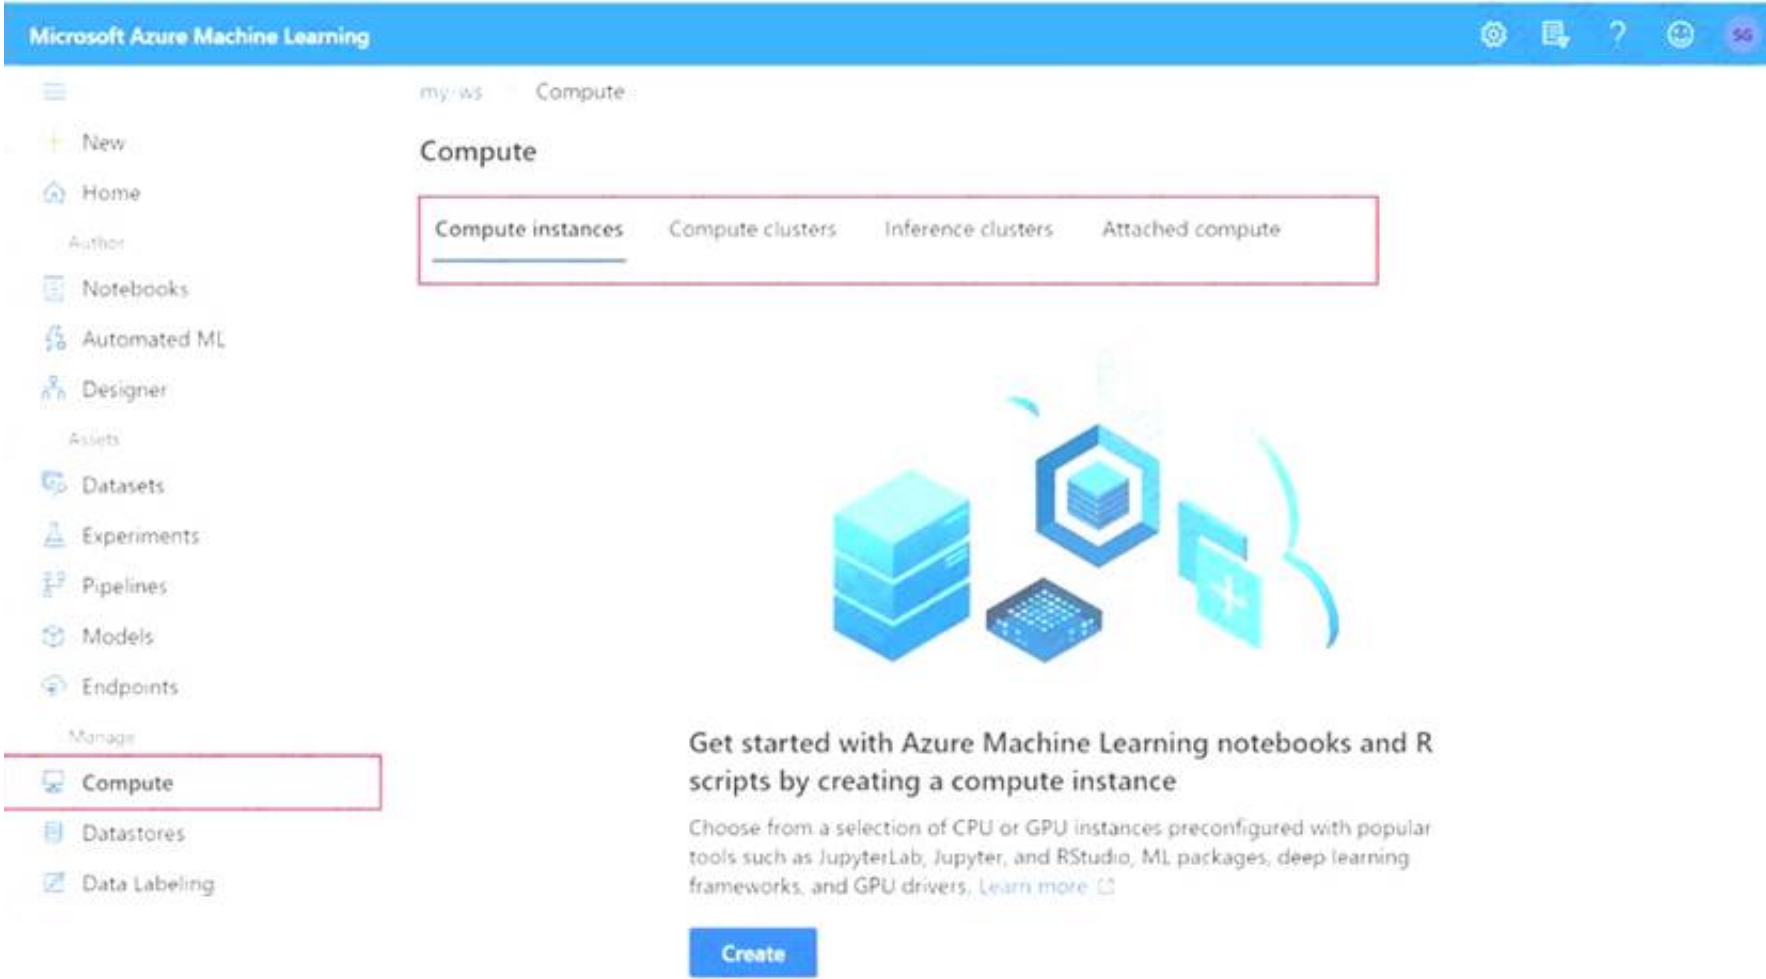 Microsoft Azure Machine Learning
SG
my-ws Compute
New
Home
Author
Notebooks
Automated ML
Designer
Assets
Datasets
Experiments
Pipelines
Models
Endpoints
Manage
Compute
Datastores
Data Labeling
Compute
Compute instances Compute clusters Inference clusters Attached compute
Get started with Azure Machine Learning notebooks and R
scripts by creating a compute instance
Choose from a selection of CPU or GPU instances preconfigured with popular
tools such as JupyterLab, Jupyter, and RStudio, ML packages, deep learning
frameworks, and GPU drivers. Learn more
Create